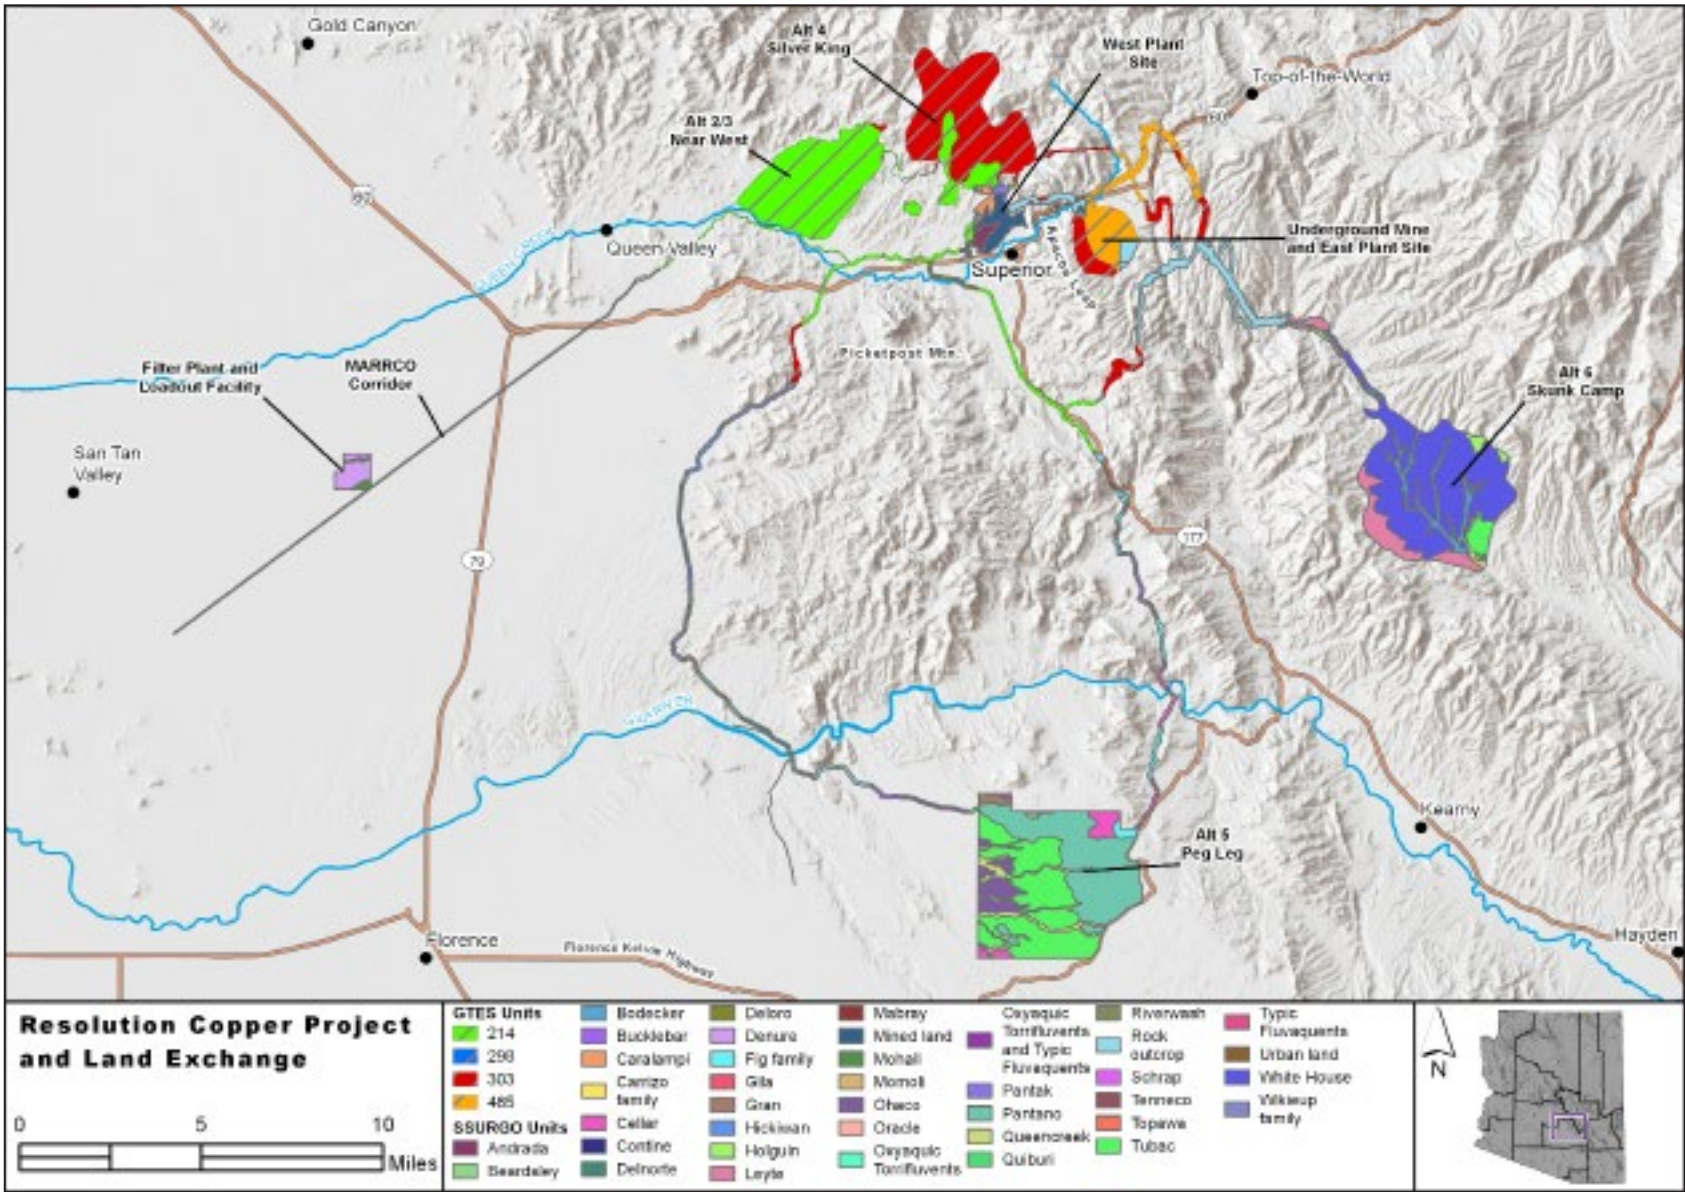 Gold Canyon
Alt 4
Silver King
West Plant
Site
Top-of-the-World
60
Alt 2/3
Near West
60
Queen Valley
QUEEN CREEK
Underground Mine
and East Plant Site
Superior
Apache Leap
Picketpost Mtn.
Filter Plant and
Loadout Facility
MARRCO
Corridor
Alt 6
Skunk Camp
San Tan
Valley
79
177
Kearny
Alt 5
Peg Leg
Florence
Florence Kelvin Highway
Hayden
Resolution Copper Project
and Land Exchange
0
5
10
Miles
GTES Units
214
298
303
485
SSURGO Units
Andrada
Beardsley
Bodecker
Bucklebar
Caralampi
Carrizo
family
Cellar
Contine
Delnorte
Deloro
Denure
Fig family
Gila
Gran
Hickiwan
Holguin
Leyte
Mabray
Mined land
Mohall
Momoli
Ohaco
Oracle
Oxyaquic
Torrifluvents
Oxyaquic
Torrifluvents
and Typic
Fluvaquents
Pantak
Pantano
Queencreek
Quiburi
Riverwash
Rock
outcrop
Schrap
Tenneco
Topawa
Tubac
Typic
Fluvaquents
Urban land
White House
Wikieup
family
N